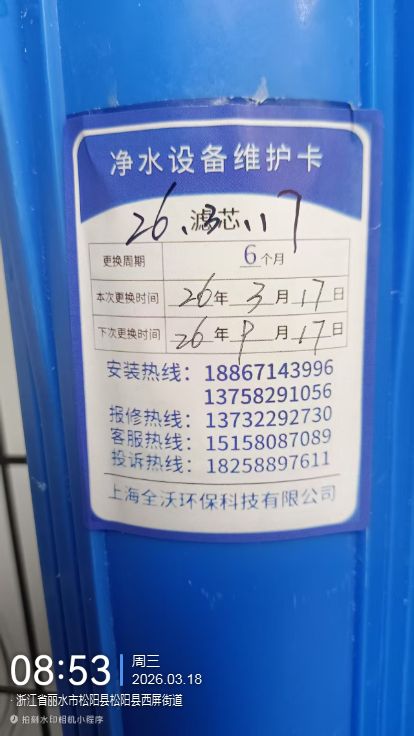 净水设备维护卡
滤芯
26.3.17
更换周期 6个月
本次更换时间 26年3月17日
下次更换时间 26年9月17日
安装热线：18867143996
13758291056
报修热线：13732292730
客服热线：15158087089
投诉热线：18258897611
上海全沃环保科技有限公司
08:53 周三
2026.03.18
·浙江省丽水市松阳县松阳县西屏街道
拍刻水印相机小程序